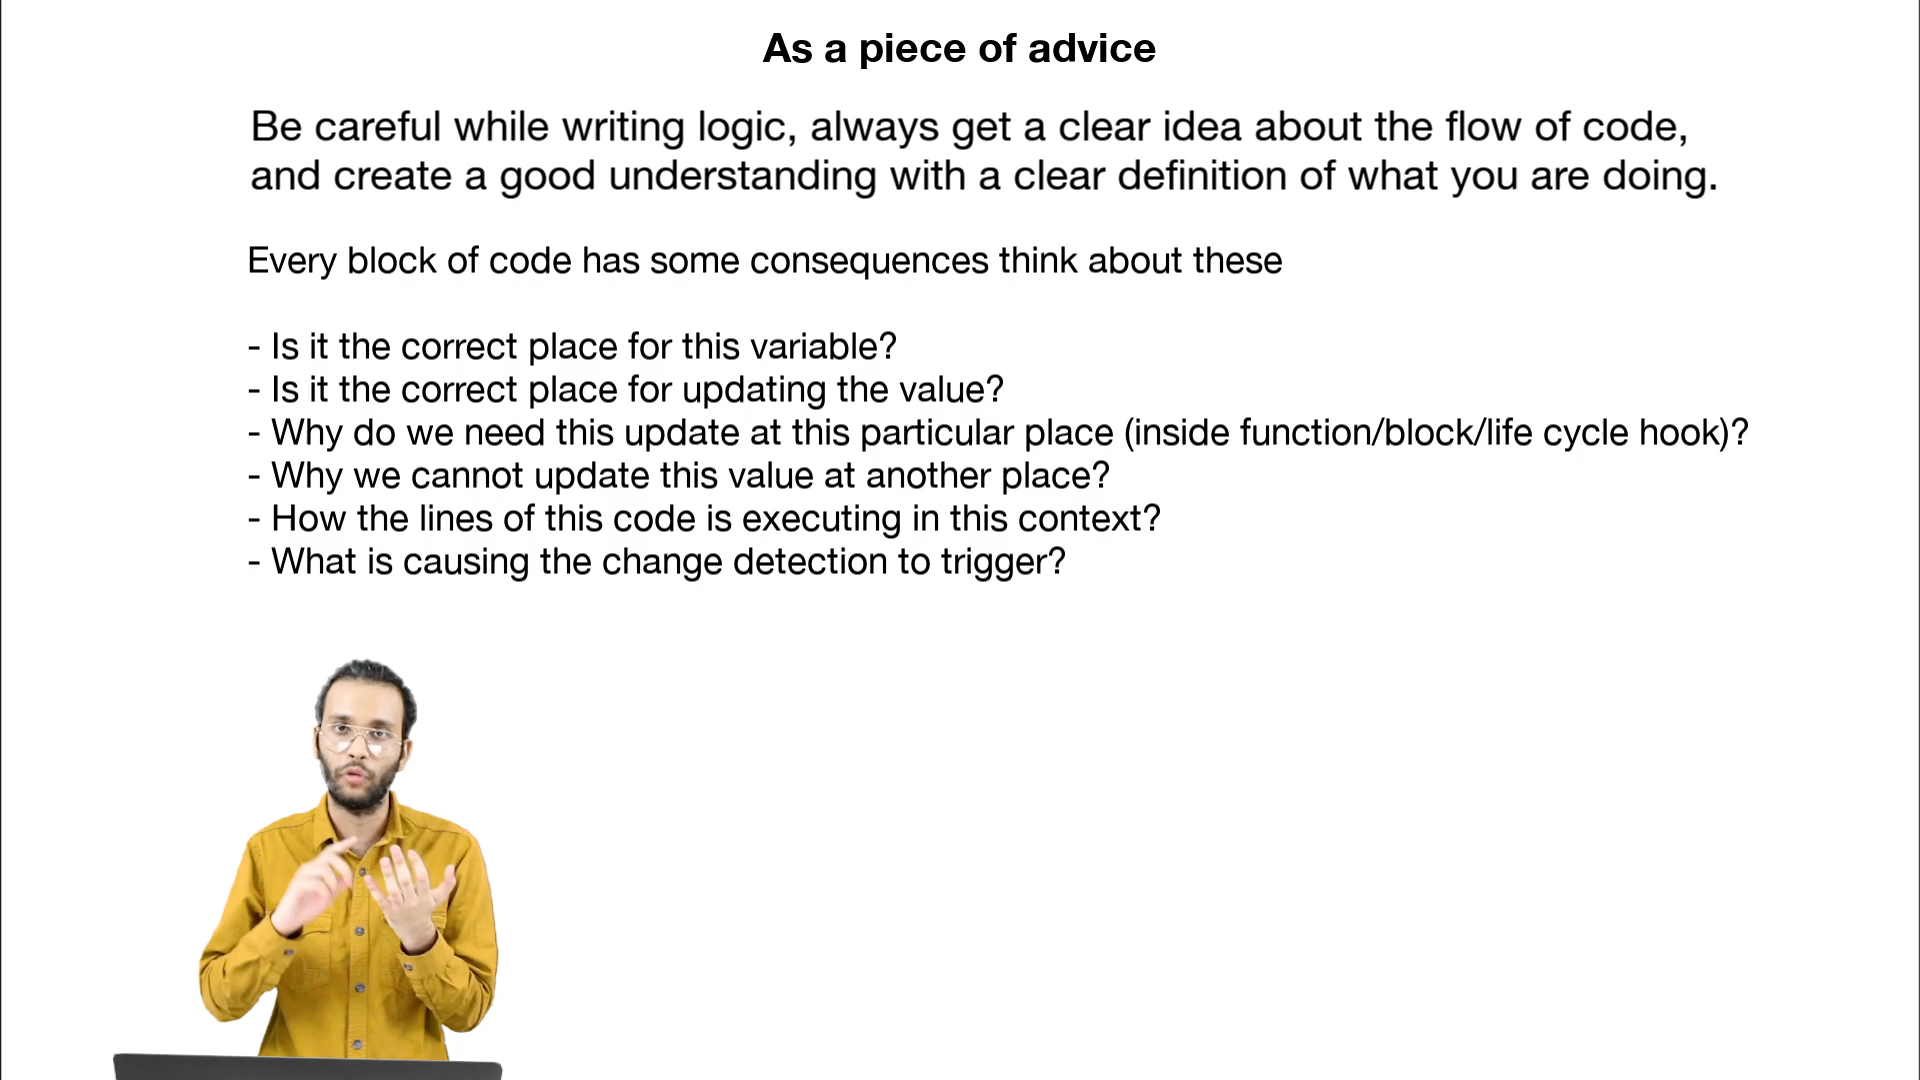 As a piece of advice
Be careful while writing logic, always get a clear idea about the flow of code,
and create a good understanding with a clear definition of what you are doing.
Every block of code has some consequences think about these
- Is it the correct place for this variable?
- Is it the correct place for updating the value?
- Why do we need this update at this particular place (inside function/block/life cycle hook)?
- Why we cannot update this value at another place?
- How the lines of this code is executing in this context?
- What is causing the change detection to trigger?